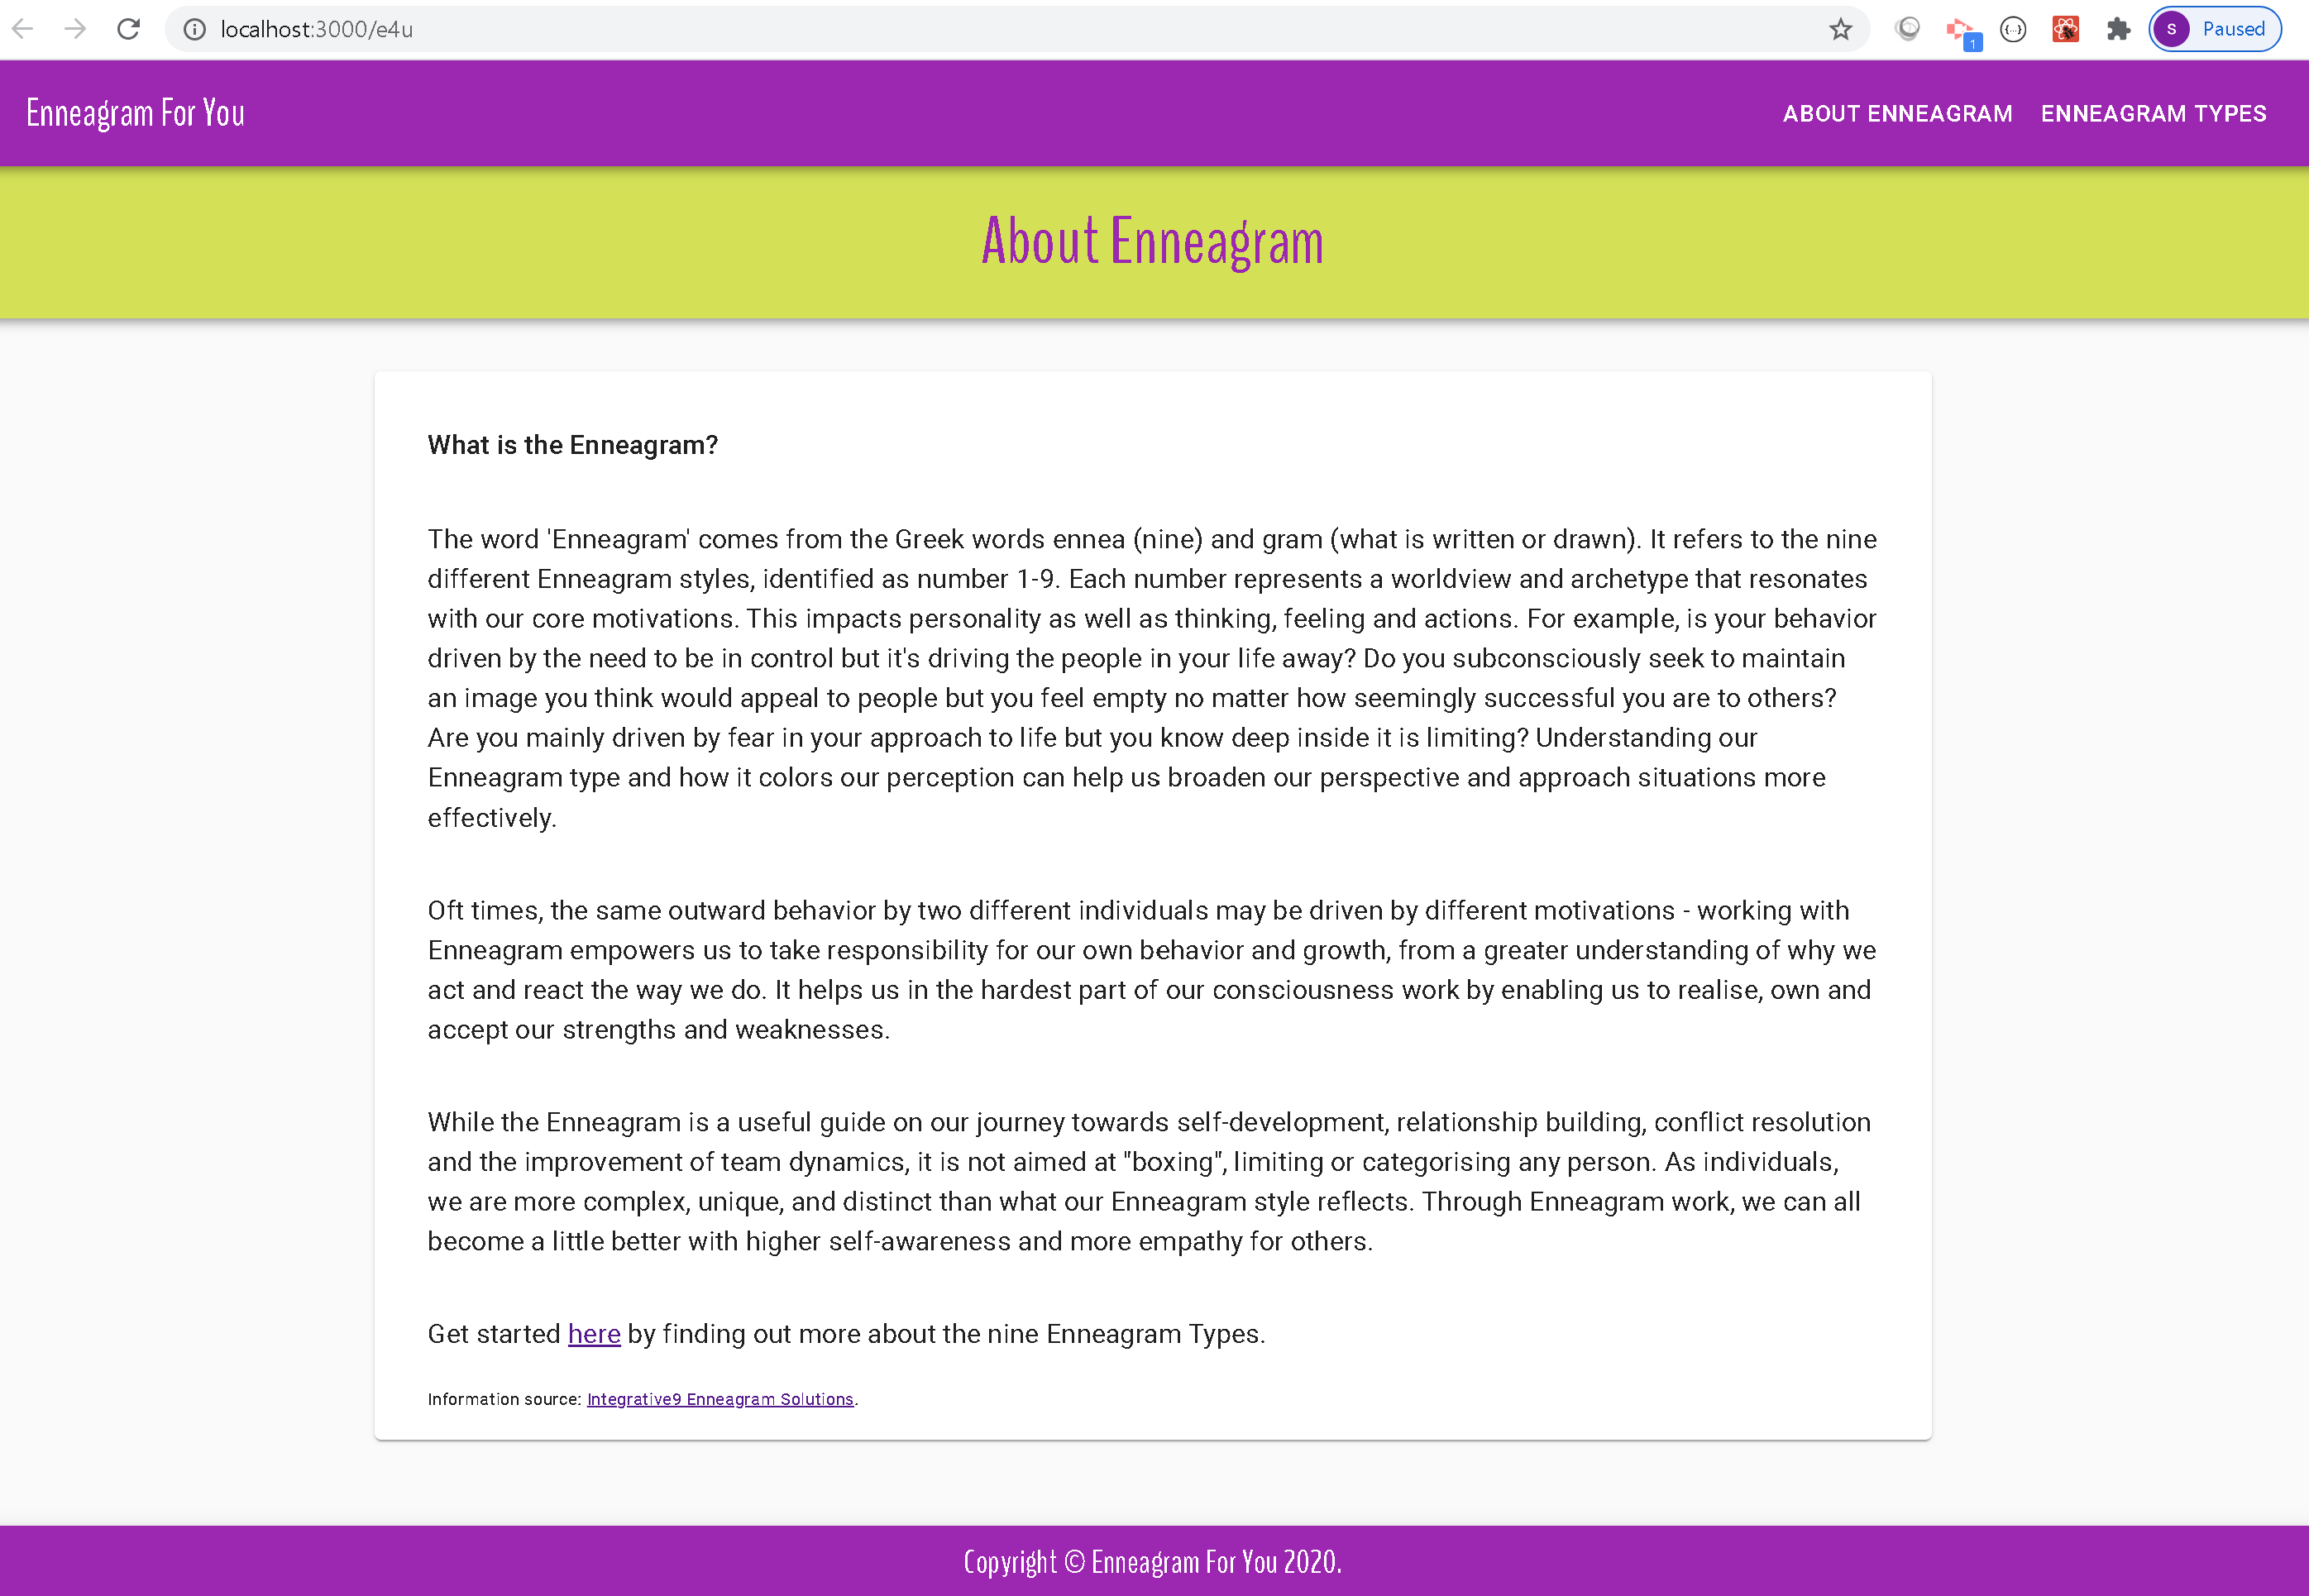 localhost:3000/e4u
1
{...}
S
Paused
Enneagram For You
ABOUT ENNEAGRAM
ENNEAGRAM TYPES
About Enneagram
What is the Enneagram?
The word 'Enneagram' comes from the Greek words ennea (nine) and gram (what is written or drawn). It refers to the nine
different Enneagram styles, identified as number 1-9. Each number represents a worldview and archetype that resonates
with our core motivations. This impacts personality as well as thinking, feeling and actions. For example, is your behavior
driven by the need to be in control but it's driving the people in your life away? Do you subconsciously seek to maintain
an image you think would appeal to people but you feel empty no matter how seemingly successful you are to others?
Are you mainly driven by fear in your approach to life but you know deep inside it is limiting? Understanding our
Enneagram type and how it colors our perception can help us broaden our perspective and approach situations more
effectively.
Oft times, the same outward behavior by two different individuals may be driven by different motivations - working with
Enneagram empowers us to take responsibility for our own behavior and growth, from a greater understanding of why we
act and react the way we do. It helps us in the hardest part of our consciousness work by enabling us to realise, own and
accept our strengths and weaknesses.
While the Enneagram is a useful guide on our journey towards self-development, relationship building, conflict resolution
and the improvement of team dynamics, it is not aimed at "boxing", limiting or categorising any person. As individuals,
we are more complex, unique, and distinct than what our Enneagram style reflects. Through Enneagram work, we can all
become a little better with higher self-awareness and more empathy for others.
Get started here by finding out more about the nine Enneagram Types.
Information source: Integrative9 Enneagram Solutions.
Copyright © Enneagram For You 2020.